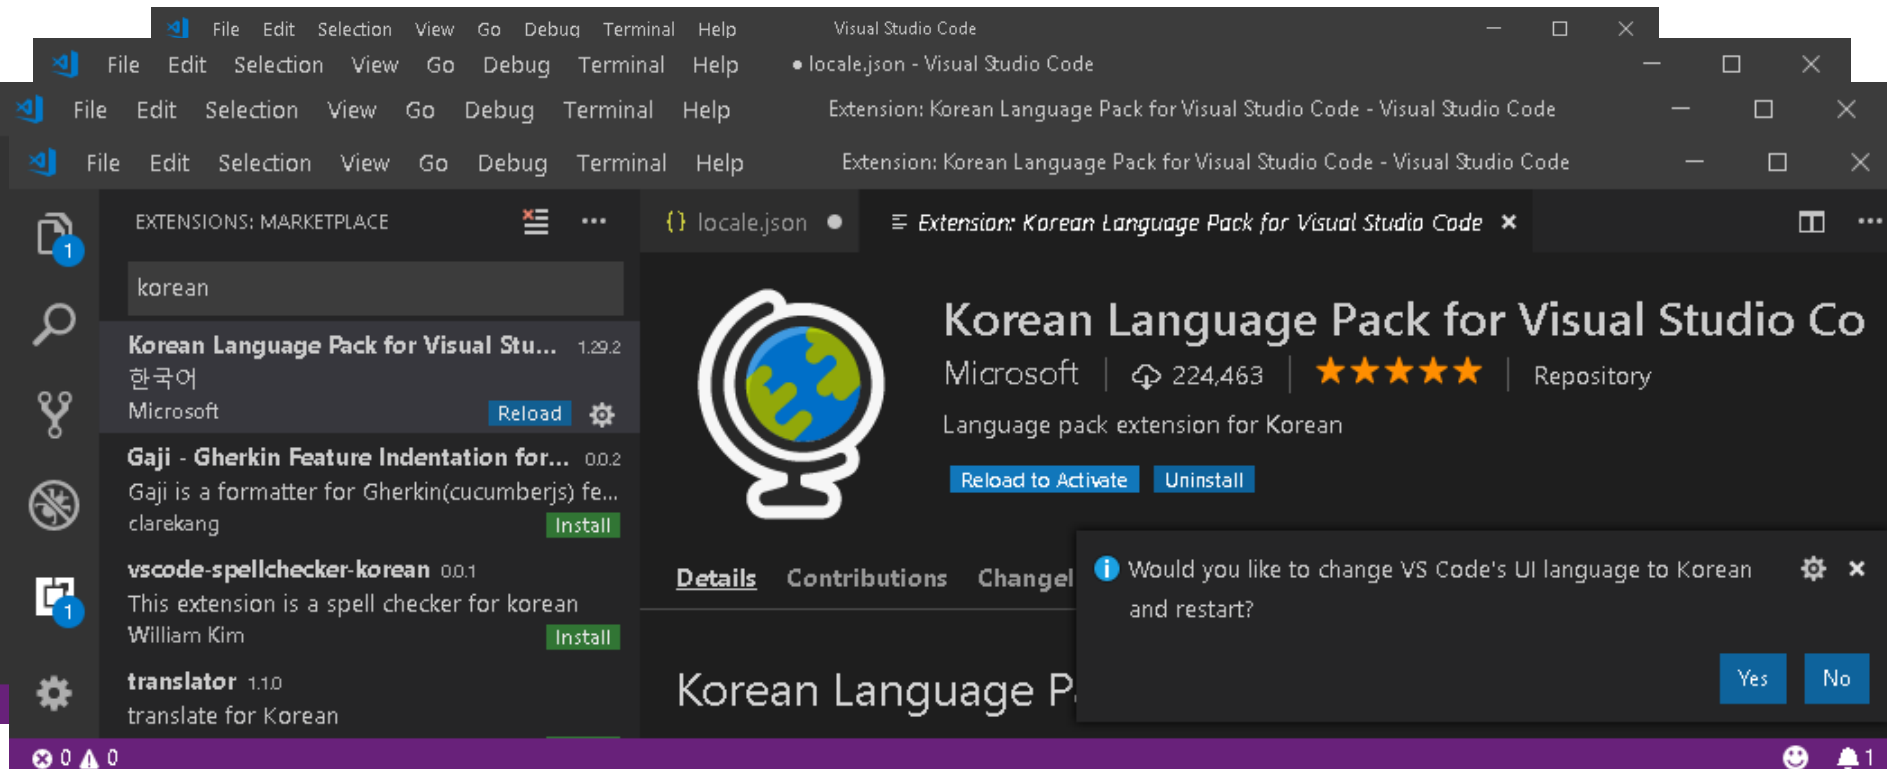 File Edit Selection View Go Debug Terminal Help Visual Studio Code
File Edit Selection View Go Debug Terminal Help ● locale.json - Visual Studio Code
File Edit Selection View Go Debug Terminal Help Extension: Korean Language Pack for Visual Studio Code - Visual Studio Code
File Edit Selection View Go Debug Terminal Help Extension: Korean Language Pack for Visual Studio Code - Visual Studio Code
EXTENSIONS: MARKETPLACE
korean
Korean Language Pack for Visual Stu... 1.29.2
한국어
Microsoft Reload
Gaji - Gherkin Feature Indentation for... 0.0.2
Gaji is a formatter for Gherkin(cucumberjs) fe...
clarekang Install
vscode-spellchecker-korean 0.0.1
This extension is a spell checker for korean
William Kim Install
translator 1.1.0
translate for Korean
{} locale.json ● Extension: Korean Language Pack for Visual Studio Code
Korean Language Pack for Visual Studio Co
Microsoft 224,463 Repository
Language pack extension for Korean
Reload to Activate Uninstall
Details Contributions Changel
Korean Language P
Would you like to change VS Code's UI language to Korean
and restart?
Yes No
1
1
0 0 1